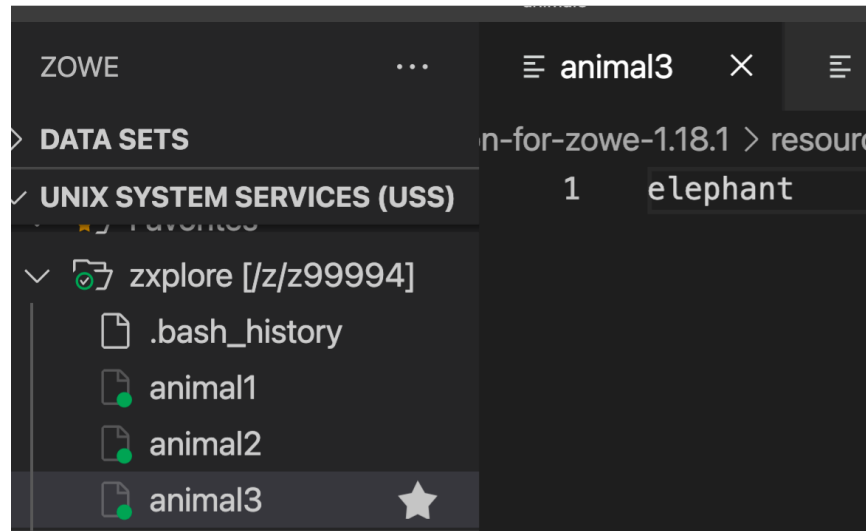 ZOWE ...
animal3
DATA SETS
n-for-zowe-1.18.1 > resour
UNIX SYSTEM SERVICES (USS)
1 elephant
Favorites
zxplore [/z/z99994]
.bash_history
animal1
animal2
animal3